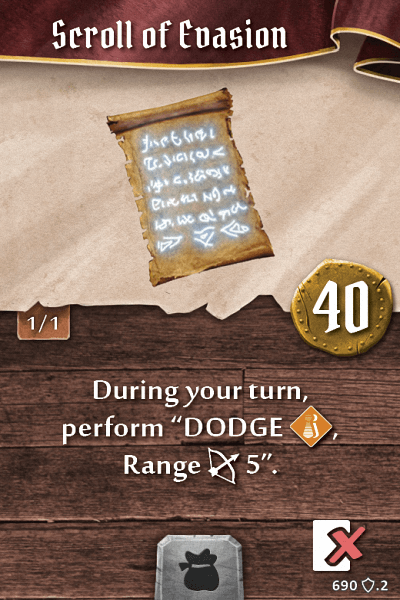 Scroll of Evasion
40
1/1
During your turn,
perform “DODGE ,
Range 5”.
690 .2